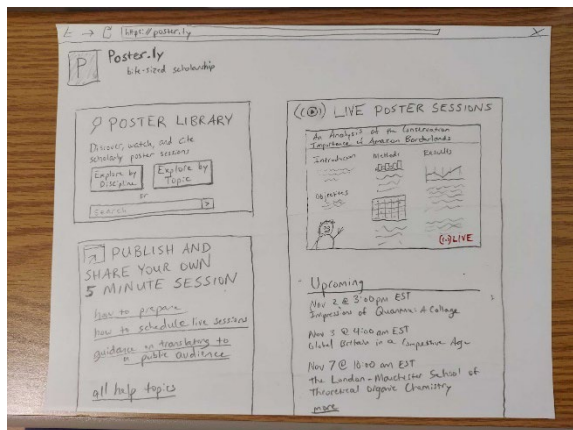 http://poster.ly
P
Poster.ly
bite-sized scholarship
POSTER LIBRARY
Discover, watch, and cite
scholarly poster sessions
Explore by
Discipline
Explore by
Topic
or
Search
PUBLISH AND
SHARE YOUR OWN
5 MINUTE SESSION
how to prepare
how to schedule live sessions
guidance on translating to
a public audience
all help topics
LIVE POSTER SESSIONS
An Analysis of the Conservation
Importance of Amazon Borderlands
Introduction
Methods
Results
Objectives
LIVE
Upcoming
Nov 2 @ 3:00pm EST
Impressions of Quantum: A Collage
Nov 3 @ 9:00 am EST
Global Britain in a Competitive Age
Nov 7 @ 10:00 am EST
The London-Manchester School of
Theoretical Organic Chemistry
more